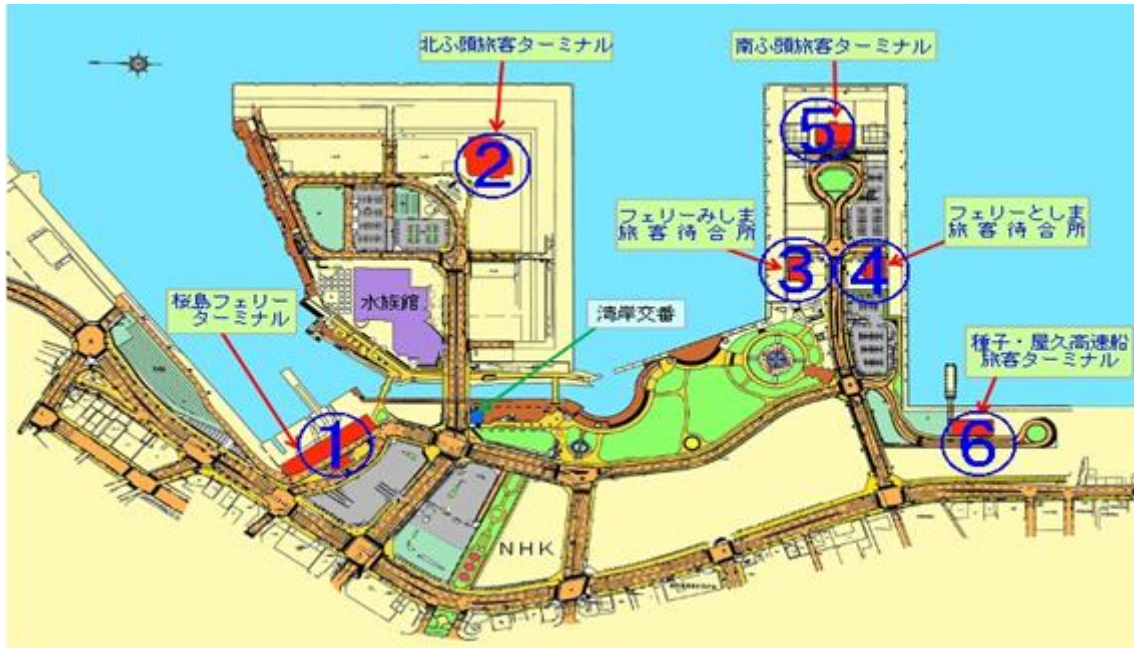 北ふ頭旅客ターミナル
南ふ頭旅客ターミナル
⑤
②
フェリーみしま
旅客待合所
フェリーとしま
旅客待合所
③
④
桜島フェリー
ターミナル
水族館
湾岸交番
種子・屋久高速船
旅客ターミナル
①
⑥
NHK